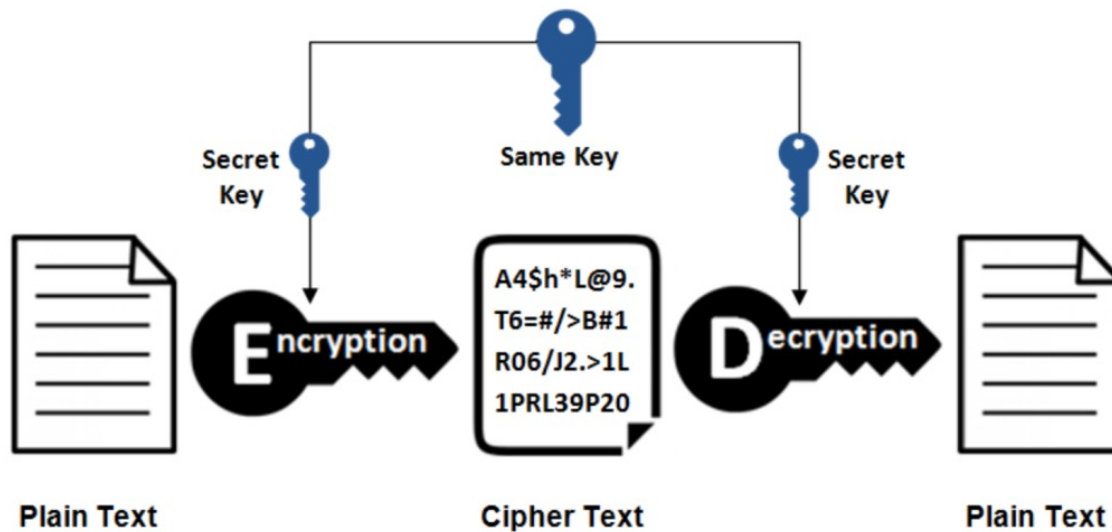 Same Key
Secret
Key
Secret
Key
A4$h*L@9.
T6=#/>B#1
R06/J2.>1L
1PRL39P20
Encryption
Decryption
Plain Text
Cipher Text
Plain Text